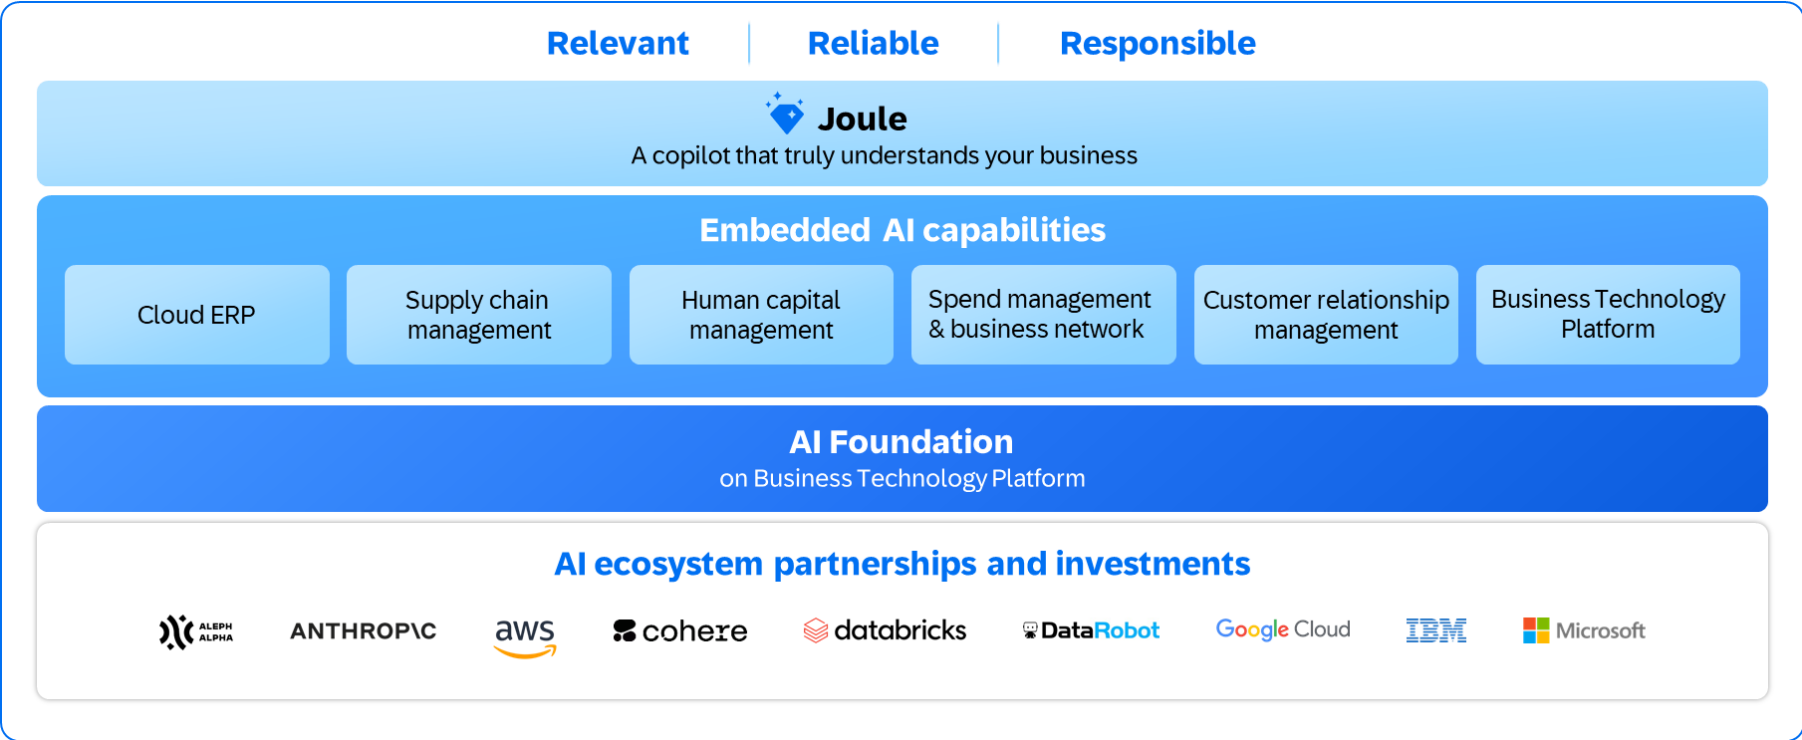 Relevant
Reliable
Responsible
Joule
A copilot that truly understands your business
Embedded AI capabilities
Cloud ERP
Supply chain
management
Human capital
management
Spend management
& business network
Customer relationship
management
Business Technology
Platform
AI Foundation
on Business Technology Platform
AI ecosystem partnerships and investments
ALEPH
ALPHA
ANTHROP\C
aws
cohere
databricks
DataRobot
Google Cloud
IBM
Microsoft